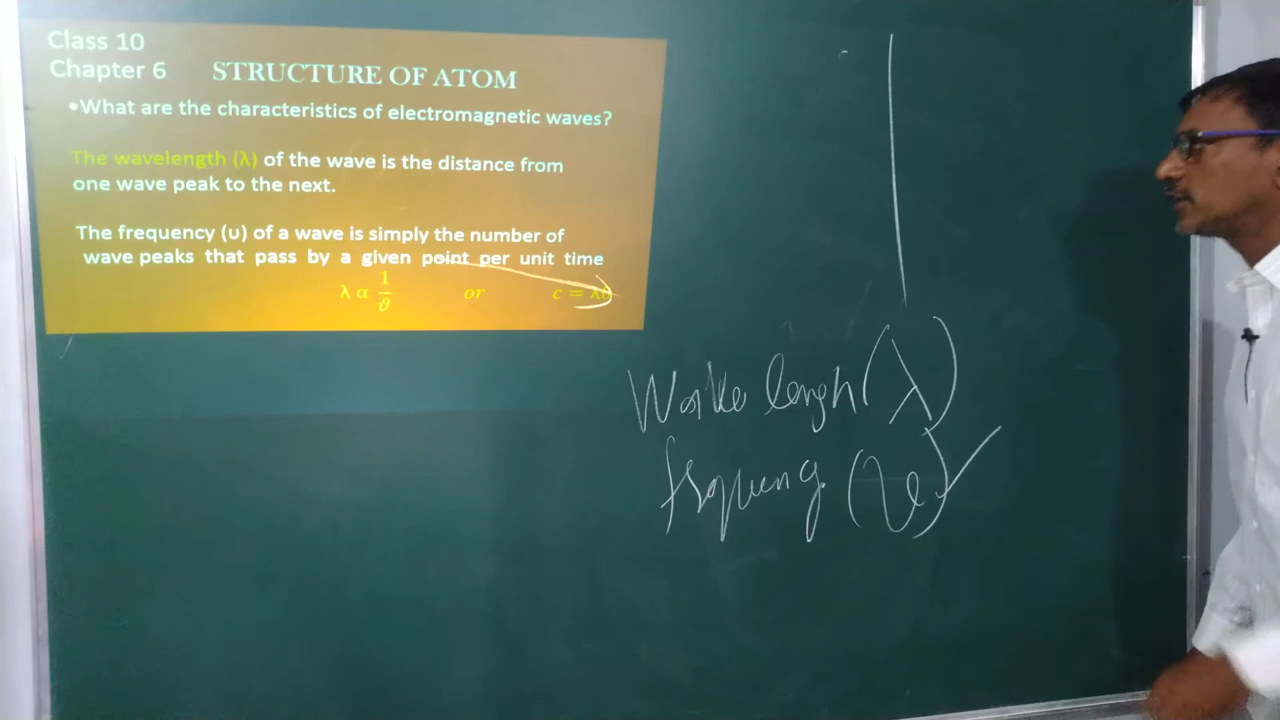 Class 10
Chapter 6 STRUCTURE OF ATOM
•What are the characteristics of electromagnetic waves?
The wavelength (λ) of the wave is the distance from
one wave peak to the next.
The frequency (υ) of a wave is simply the number of
wave peaks that pass by a given point per unit time
λ α 1/ϑ or c = λϑ
Wave lengh (λ)
frequency (ϑ)